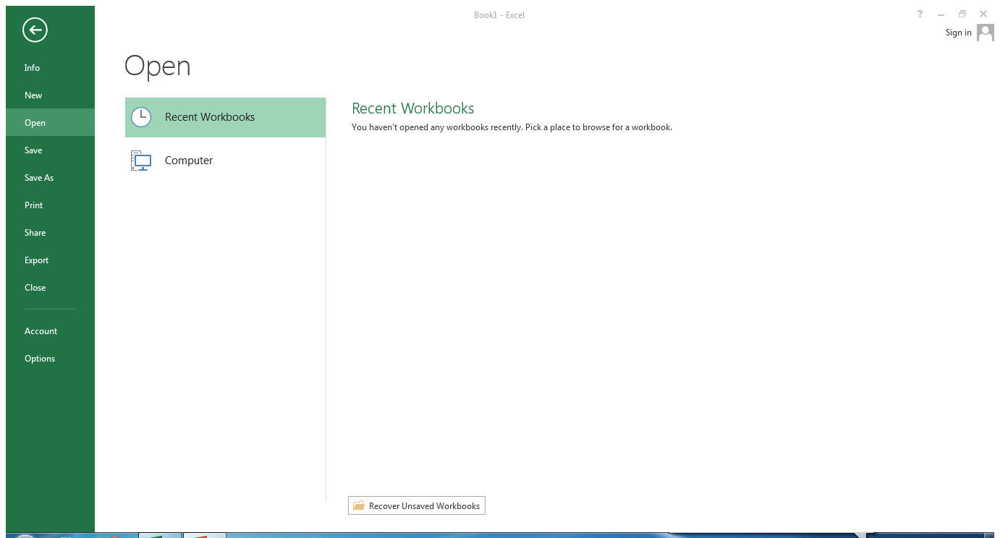 Book1 - Excel
?
Sign in
Info
New
Open
Save
Save As
Print
Share
Export
Close
Account
Options
Open
Recent Workbooks
Computer
Recent Workbooks
You haven't opened any workbooks recently. Pick a place to browse for a workbook.
Recover Unsaved Workbooks